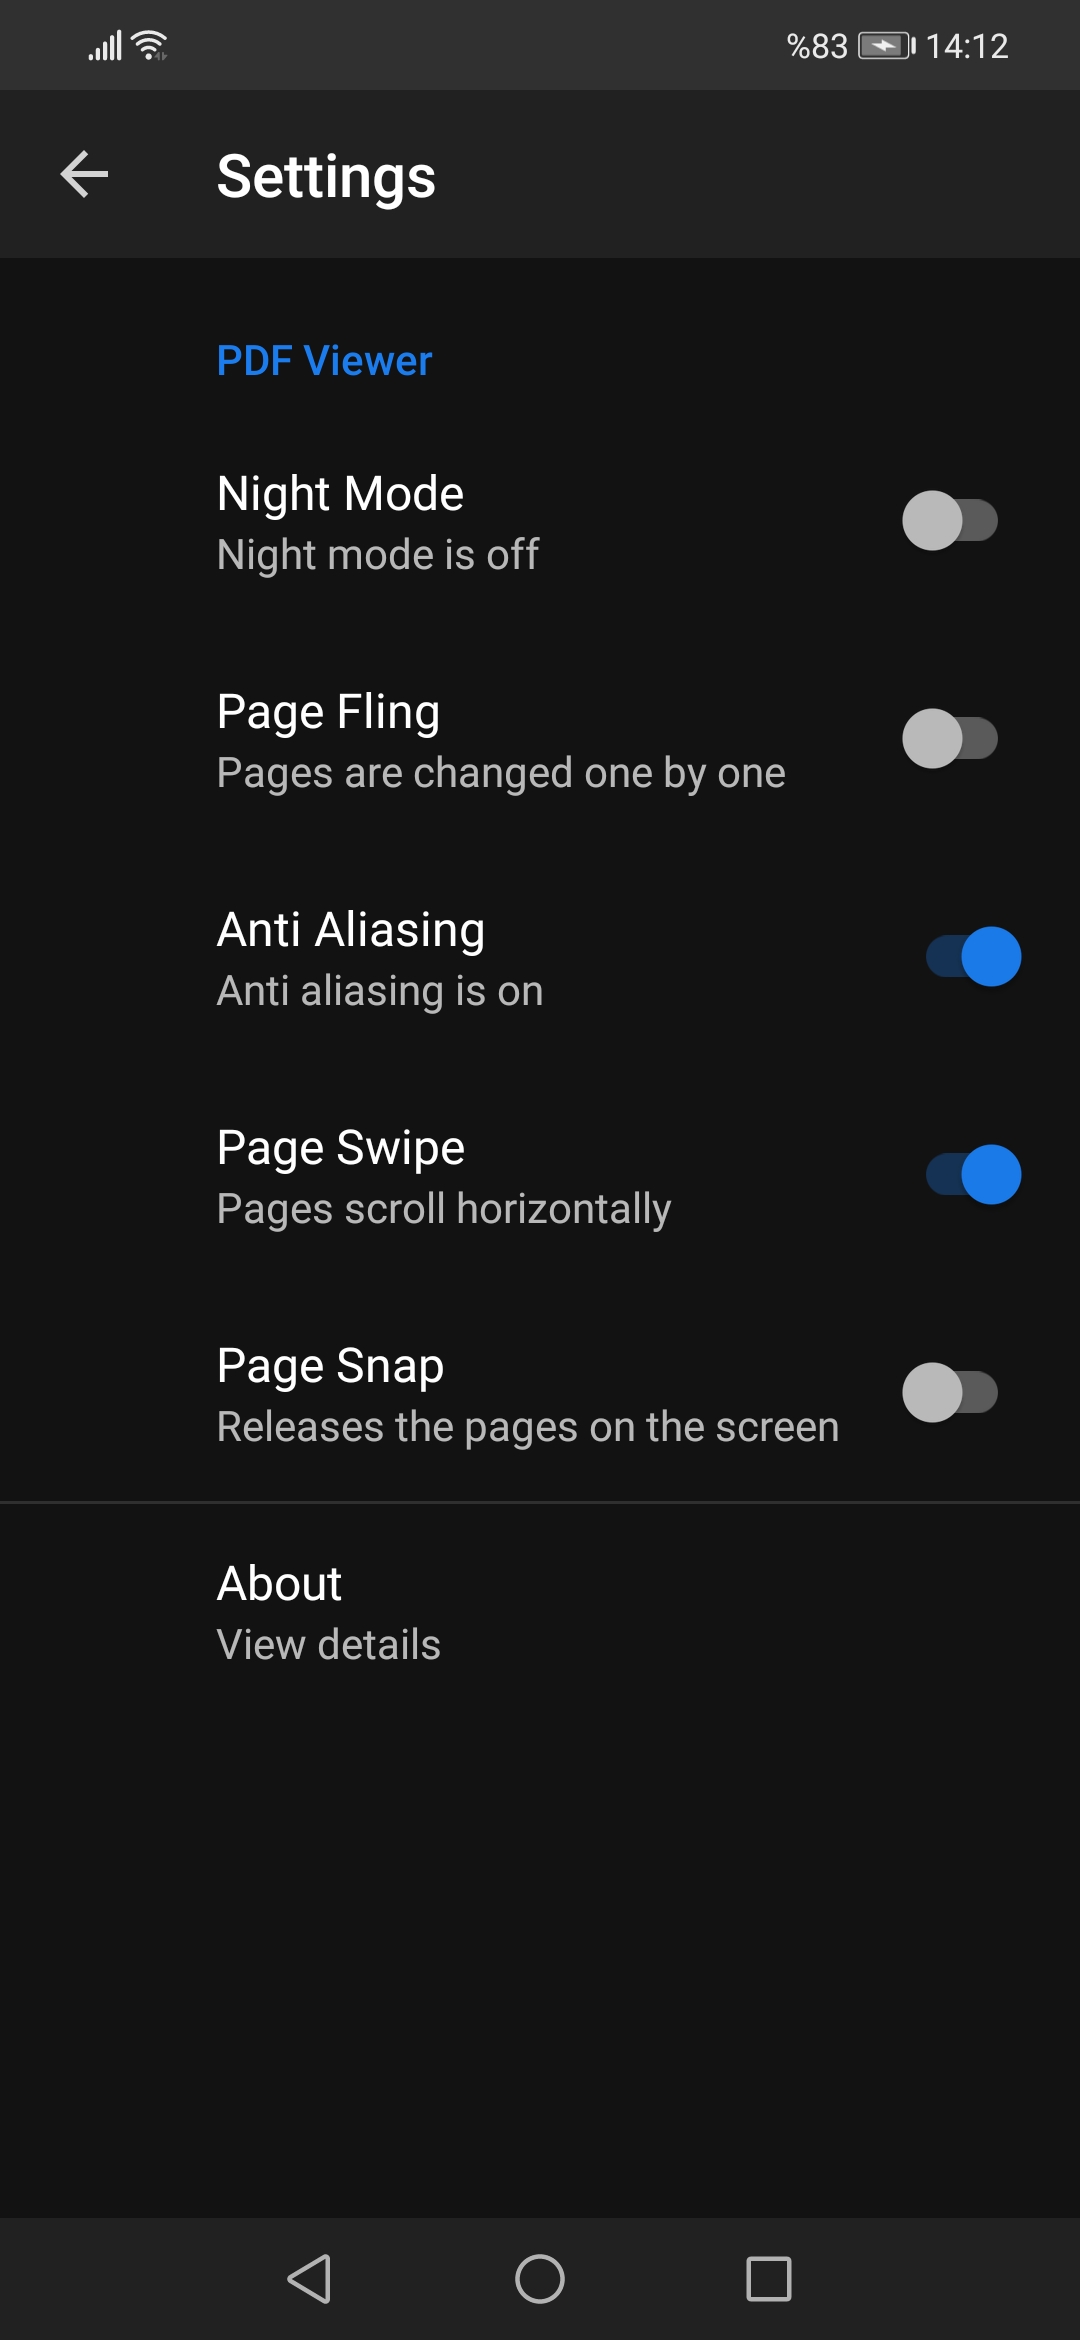 %83 14:12
Settings
PDF Viewer
Night Mode
Night mode is off
Page Fling
Pages are changed one by one
Anti Aliasing
Anti aliasing is on
Page Swipe
Pages scroll horizontally
Page Snap
Releases the pages on the screen
About
View details